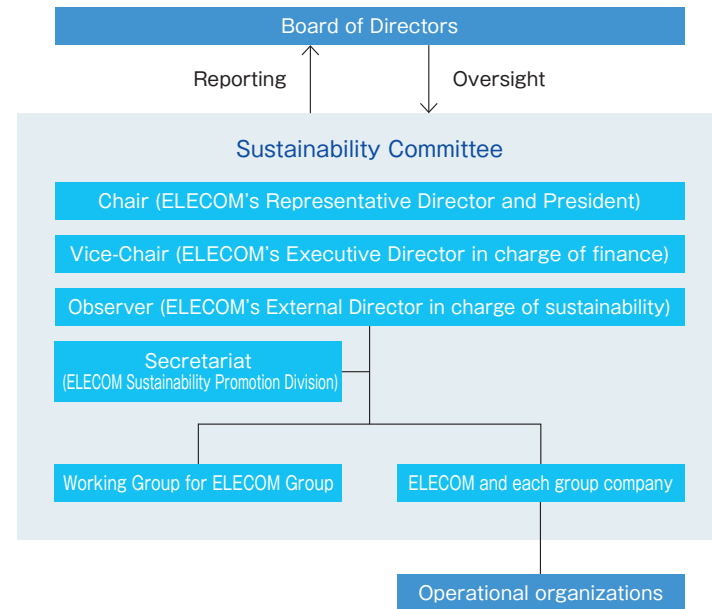 Board of Directors
Reporting
Oversight
Sustainability Committee
Chair (ELECOM's Representative Director and President)
Vice-Chair (ELECOM's Executive Director in charge of finance)
Observer (ELECOM's External Director in charge of sustainability)
Secretariat
(ELECOM Sustainability Promotion Division)
Working Group for ELECOM Group
ELECOM and each group company
Operational organizations